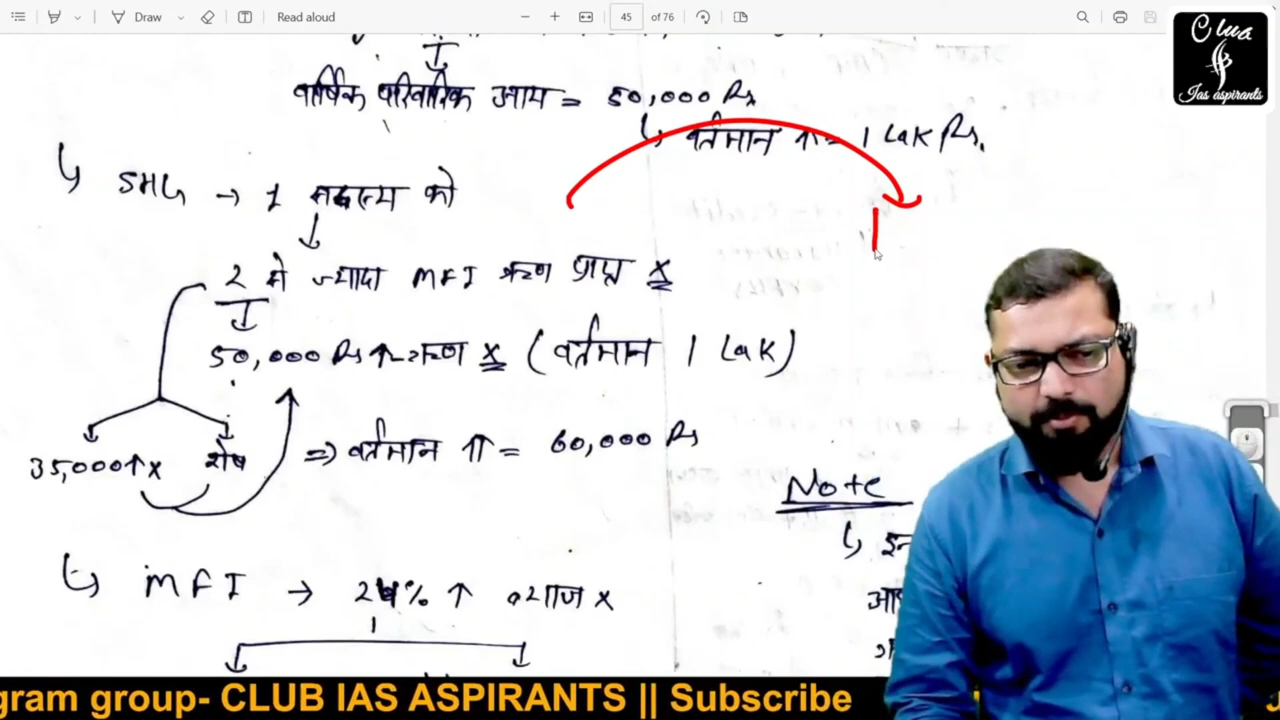 Draw
Read aloud
45 of 76
Club
Ias aspirants
वार्षिक परिवारिक आय = 50,000 Rs
↳ वर्तमान में = 1 Lak Rs.
↳ SHG → 1 सदस्य को
2 से ज्यादा MFI ऋण प्राप्त x
50,000 Rs ↑ ऋण x (वर्तमान 1 Lak)
35,000↑x शेष ⇒ वर्तमान में = 60,000 Rs
Note
↳ MFI → 24% ↑ ब्याज x
gram group- CLUB IAS ASPIRANTS || Subscribe